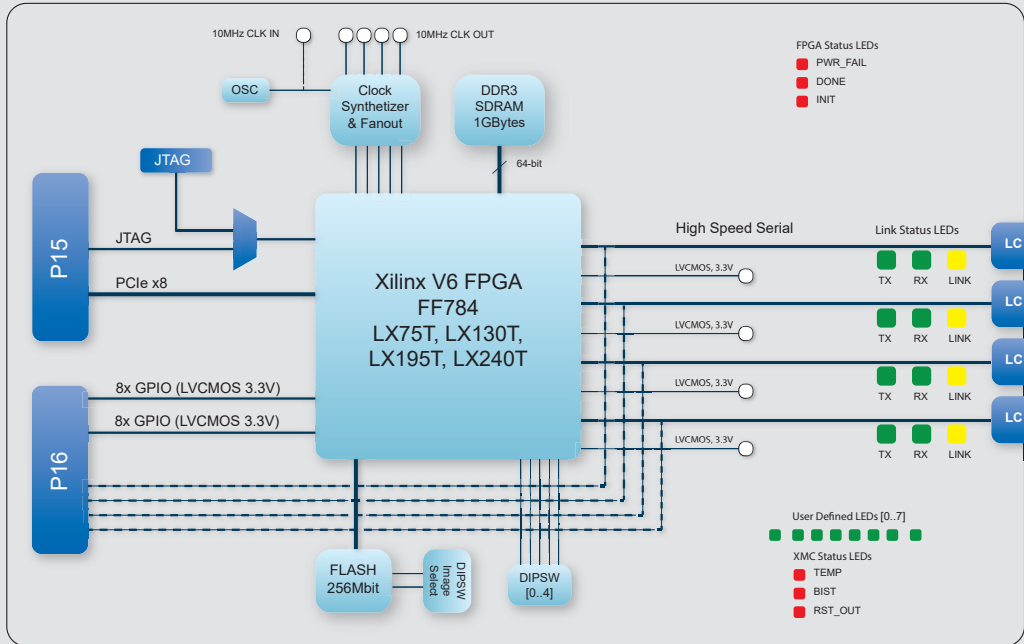 10MHz CLK IN
10MHz CLK OUT
OSC
Clock
Synthetizer
& Fanout
DDR3
SDRAM
1GBytes
64-bit
FPGA Status LEDs
PWR_FAIL
DONE
INIT
JTAG
P15
JTAG
PCIe x8
Xilinx V6 FPGA
FF784
LX75T, LX130T,
LX195T, LX240T
High Speed Serial
Link Status LEDs
LC
LVCMOS, 3.3V
TX RX LINK
LC
LVCMOS, 3.3V
TX RX LINK
LC
LVCMOS, 3.3V
TX RX LINK
LC
LVCMOS, 3.3V
TX RX LINK
P16
8x GPIO (LVCMOS 3.3V)
8x GPIO (LVCMOS 3.3V)
FLASH
256Mbit
DIPSW
Image
Select
DIPSW
[0..4]
User Defined LEDs [0..7]
XMC Status LEDs
TEMP
BIST
RST_OUT